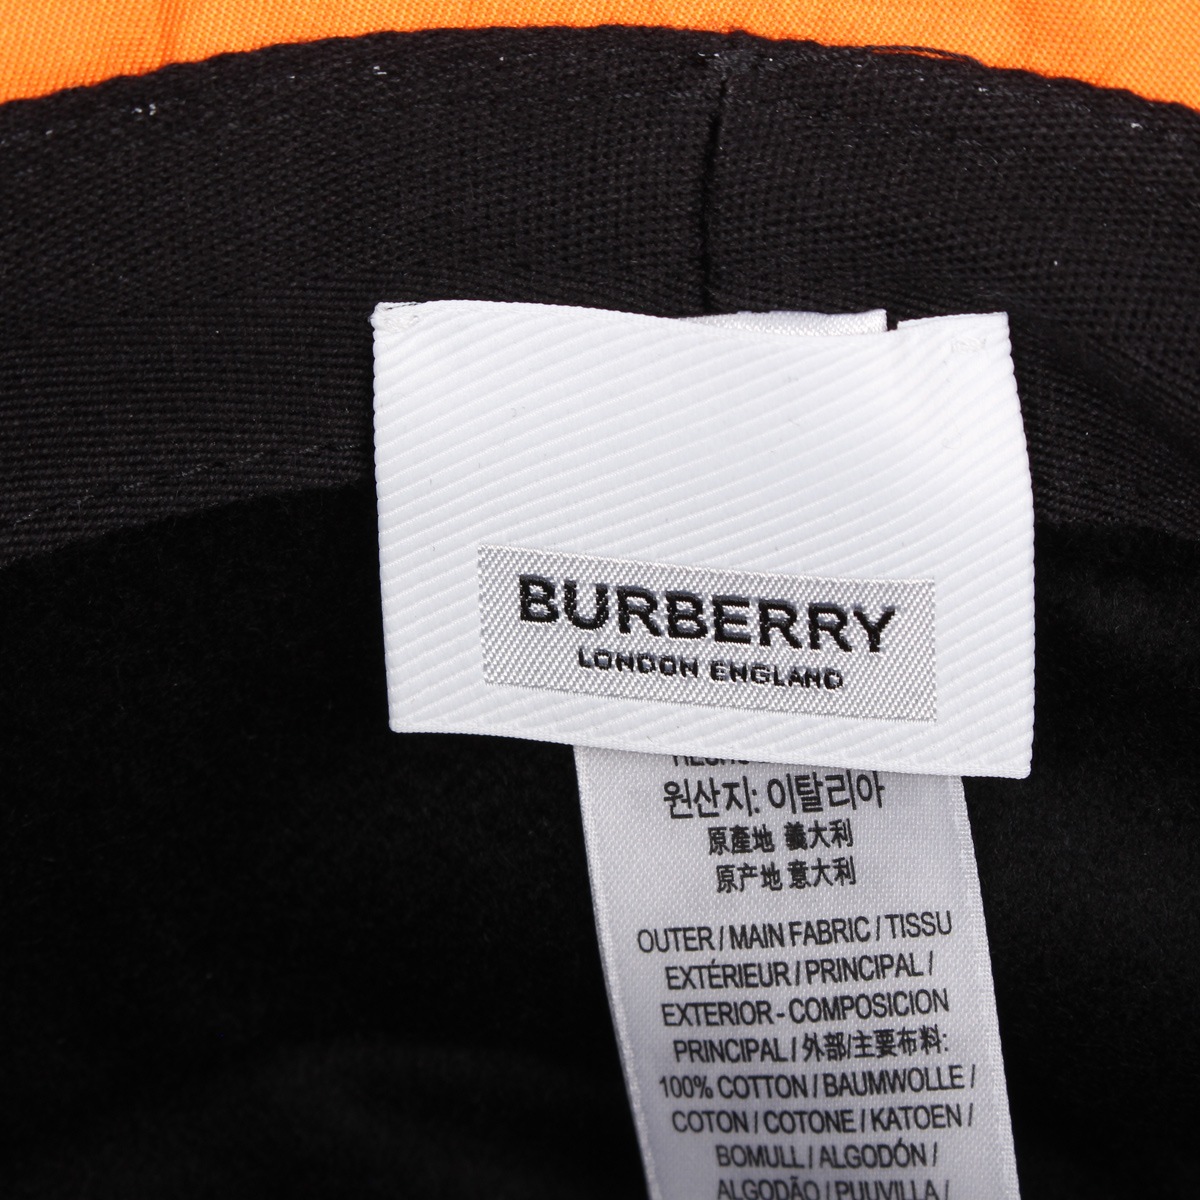 BURBERRY
LONDON ENGLAND
원산지: 이탈리아
原產地 義大利
原产地 意大利
OUTER / MAIN FABRIC / TISSU
EXTÉRIEUR / PRINCIPAL /
EXTERIOR - COMPOSICION
PRINCIPAL / 外部/主要布料:
100% COTTON / BAUMWOLLE /
COTON / COTONE / KATOEN /
BOMULL / ALGODÓN /
ALGODÃO / PUUVILLA /